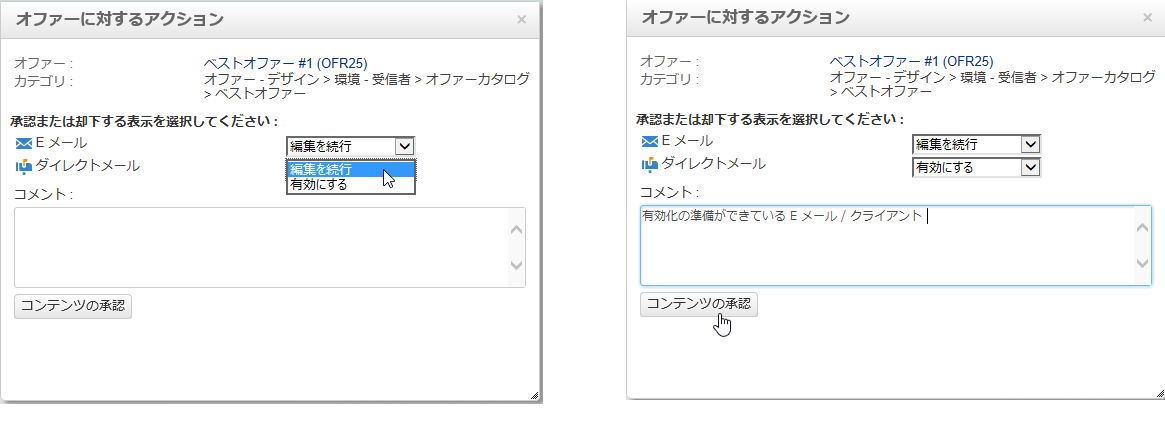 オファーに対するアクション
×
オファー :
ベストオファー #1 (OFR25)
カテゴリ :
オファー - デザイン > 環境 - 受信者 > オファーカタログ
> ベストオファー
承認または却下する表示を選択してください :
E メール
編集を続行
ダイレクトメール
編集を続行
有効にする
コメント :
コンテンツの承認
オファーに対するアクション
×
オファー :
ベストオファー #1 (OFR25)
カテゴリ :
オファー - デザイン > 環境 - 受信者 > オファーカタログ
> ベストオファー
承認または却下する表示を選択してください :
E メール
編集を続行
ダイレクトメール
有効にする
コメント :
有効化の準備ができている E メール / クライアント
コンテンツの承認